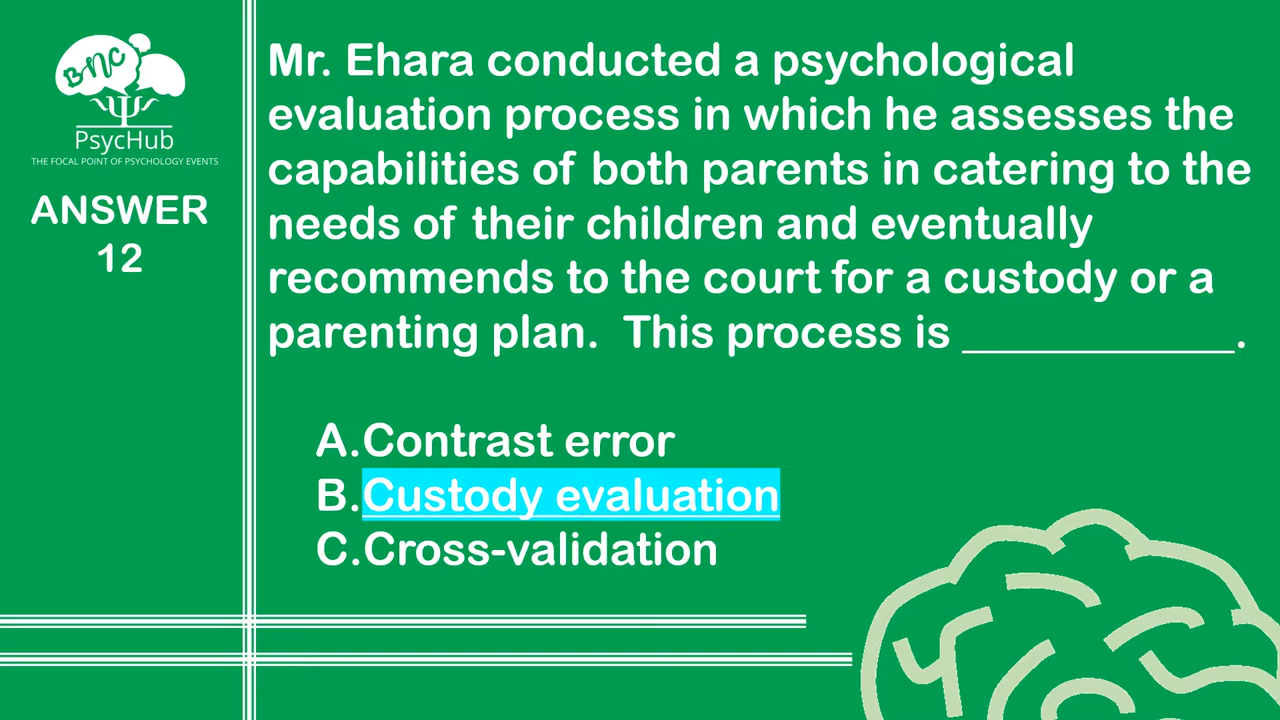 BNC
PsycHub
THE FOCAL POINT OF PSYCHOLOGY EVENTS
ANSWER
12
Mr. Ehara conducted a psychological
evaluation process in which he assesses the
capabilities of both parents in catering to the
needs of their children and eventually
recommends to the court for a custody or a
parenting plan.  This process is ____________.
A.Contrast error
B.Custody evaluation
C.Cross-validation